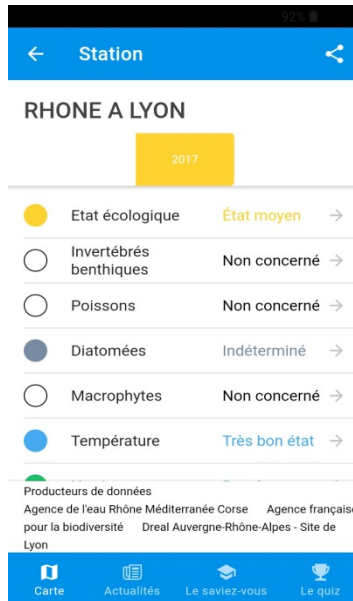 92%
Station
RHONE A LYON
2017
Etat écologique État moyen
Invertébrés
benthiques Non concerné
Poissons Non concerné
Diatomées Indéterminé
Macrophytes Non concerné
Température Très bon état
Producteurs de données
Agence de l'eau Rhône Méditerranée Corse Agence française
pour la biodiversité Dreal Auvergne-Rhône-Alpes - Site de
Lyon
Carte Actualités Le saviez-vous Le quiz